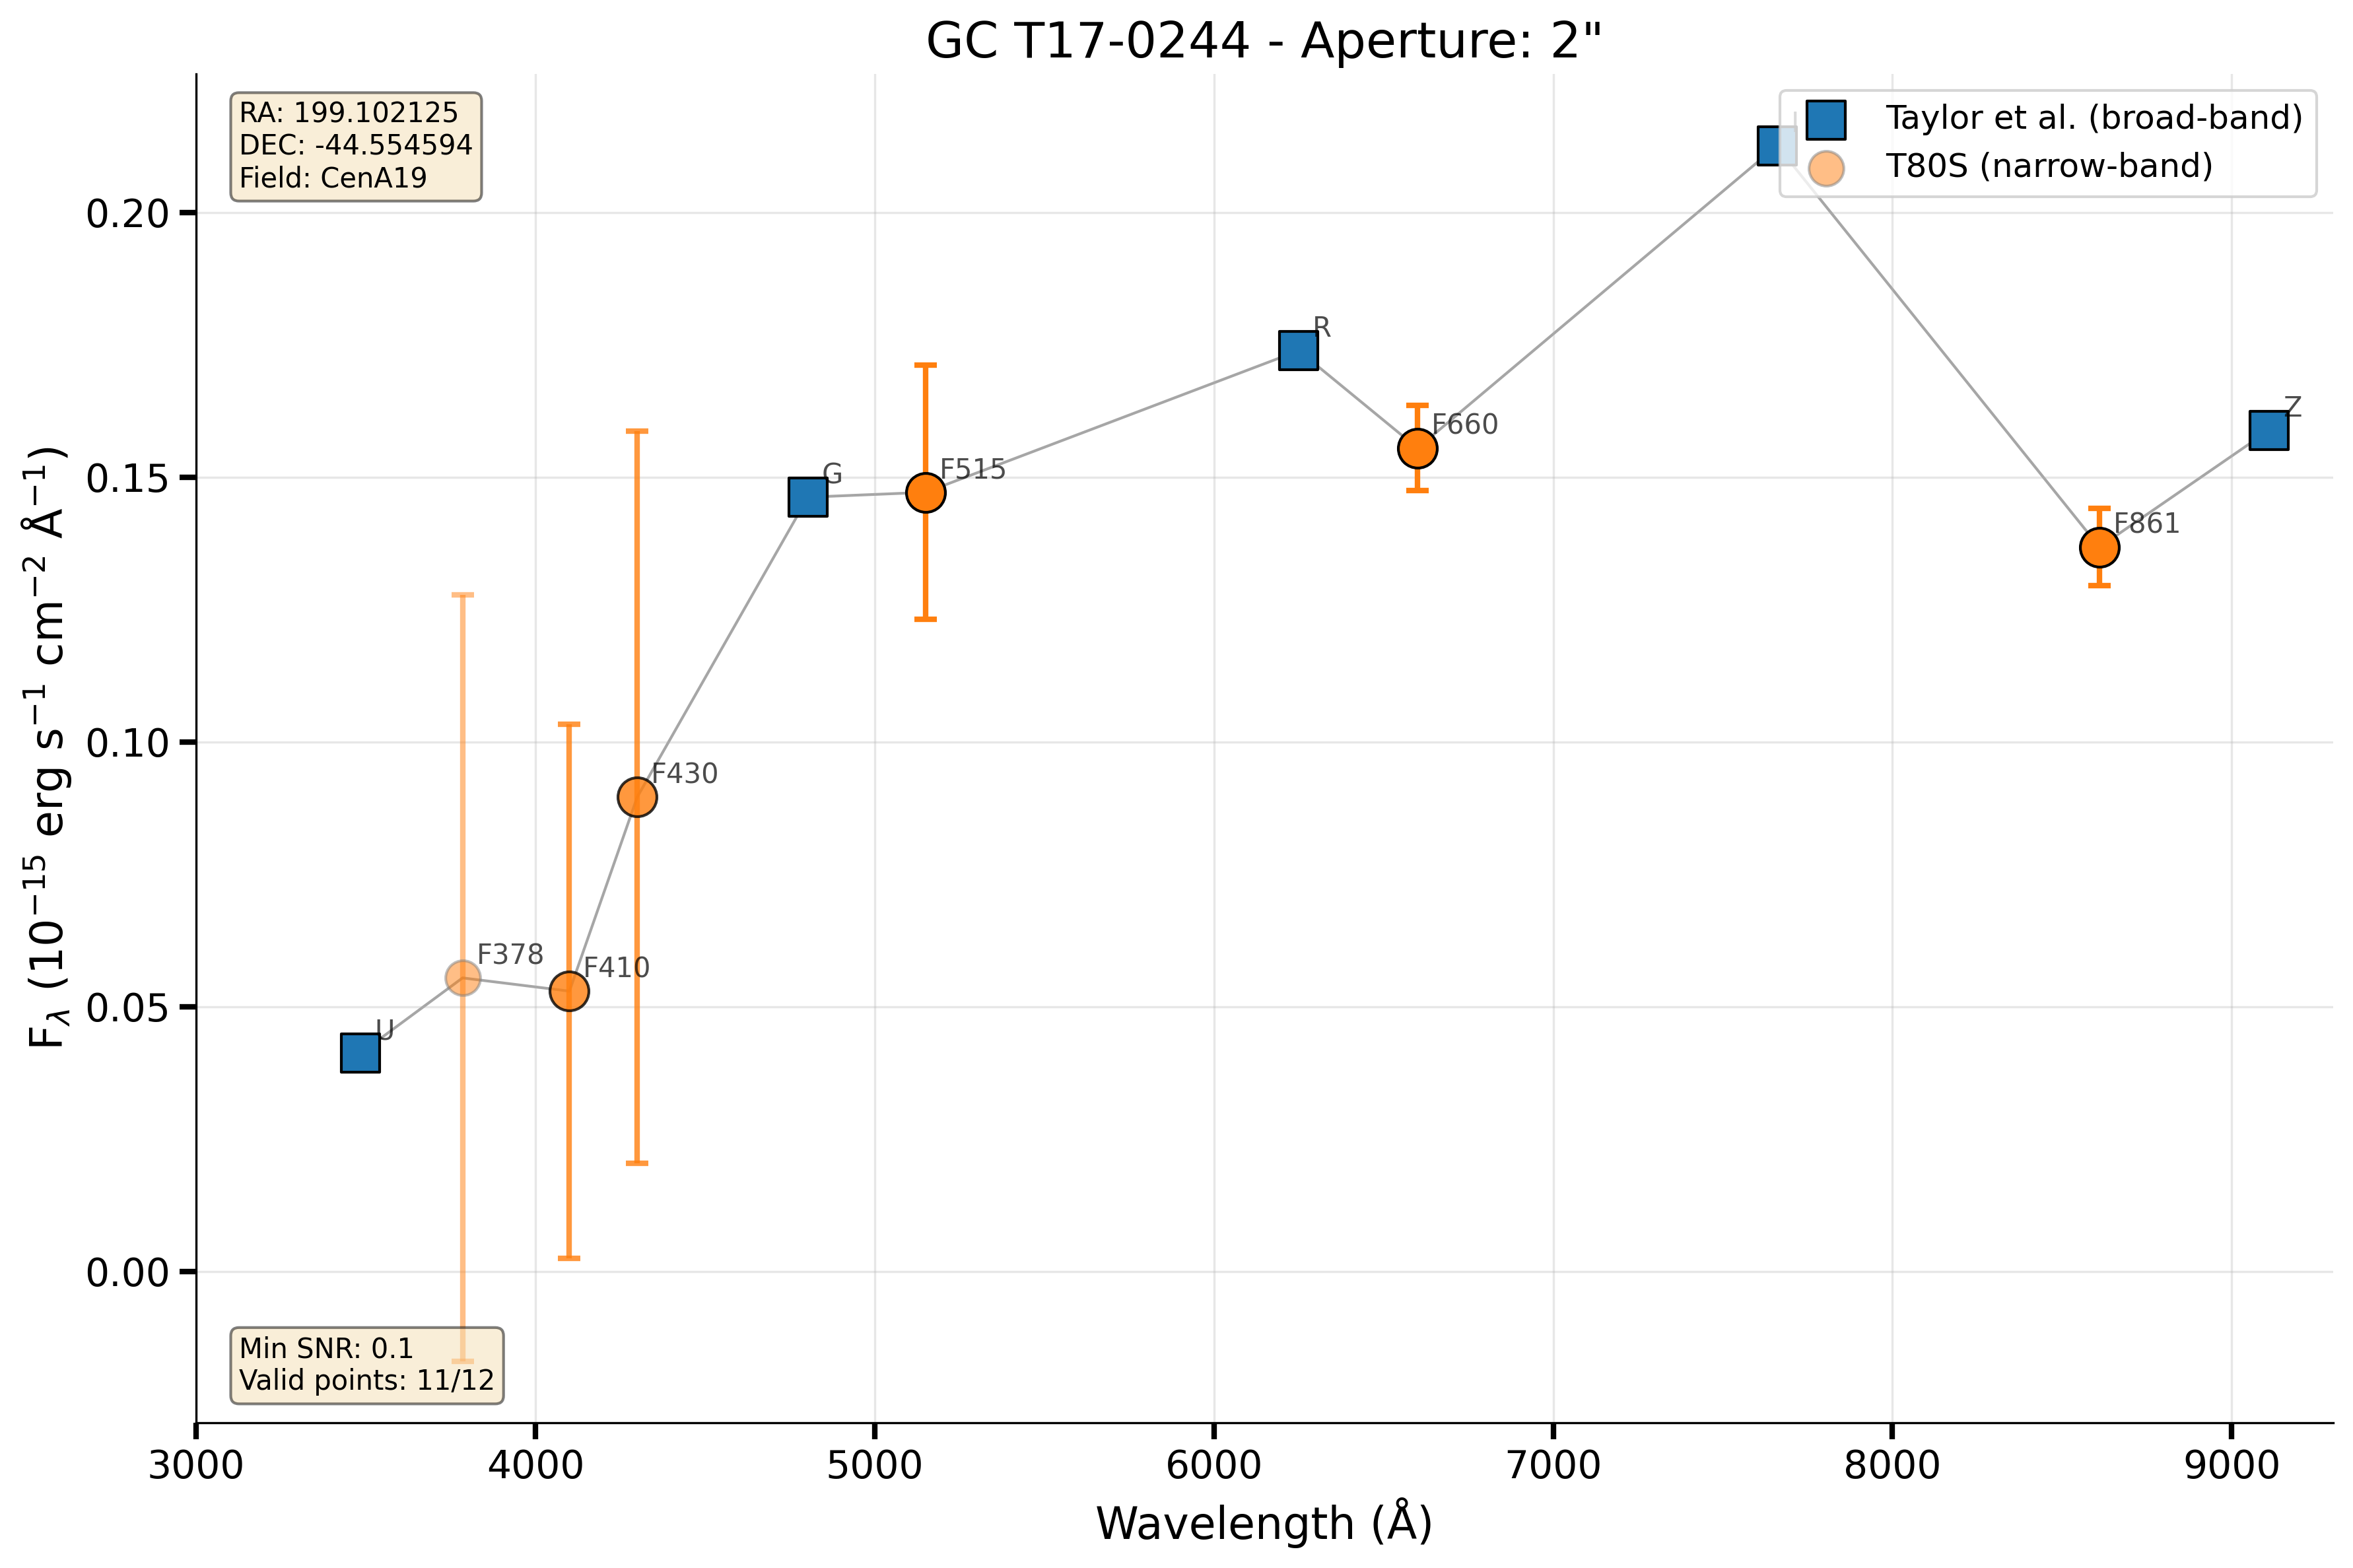 GC T17-0244 - Aperture: 2"
RA: 199.102125
DEC: -44.554594
Field: CenA19
Taylor et al. (broad-band)
T80S (narrow-band)
0.20
0.15
0.10
0.05
0.00
F_λ (10⁻¹⁵ erg s⁻¹ cm⁻² Å⁻¹)
U
F378
F410
F430
G
F515
R
F660
F861
Z
Min SNR: 0.1
Valid points: 11/12
3000 4000 5000 6000 7000 8000 9000
Wavelength (Å)